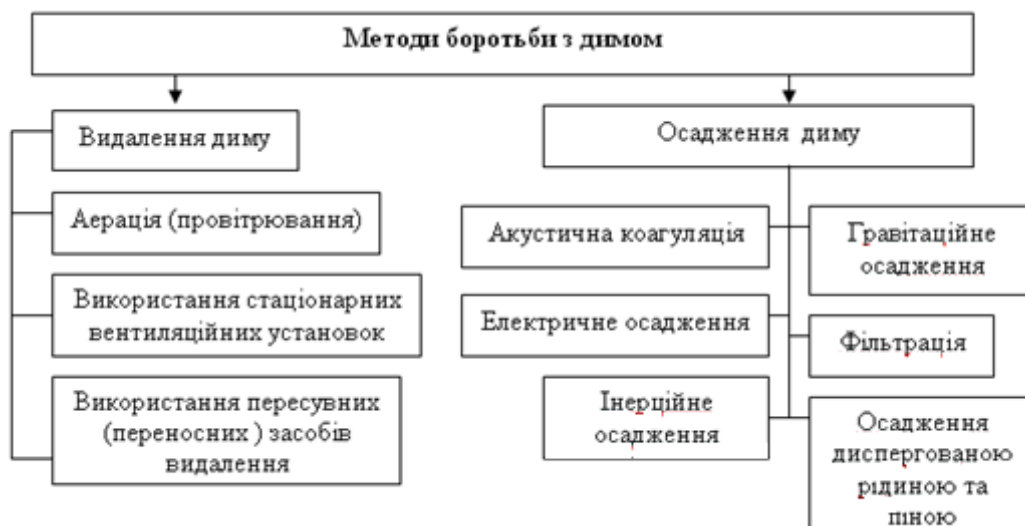 Методи боротьби з димом
Видалення диму
Аерація (провітрювання)
Використання стаціонарних
вентиляційних установок
Використання пересувних
(переносних ) засобів
видалення
Осадження диму
Акустична коагуляція
Гравітаційне
осадження
Електричне осадження
Фільтрація
Інерційне
осадження
Осадження
диспергованою
рідиною та
піною